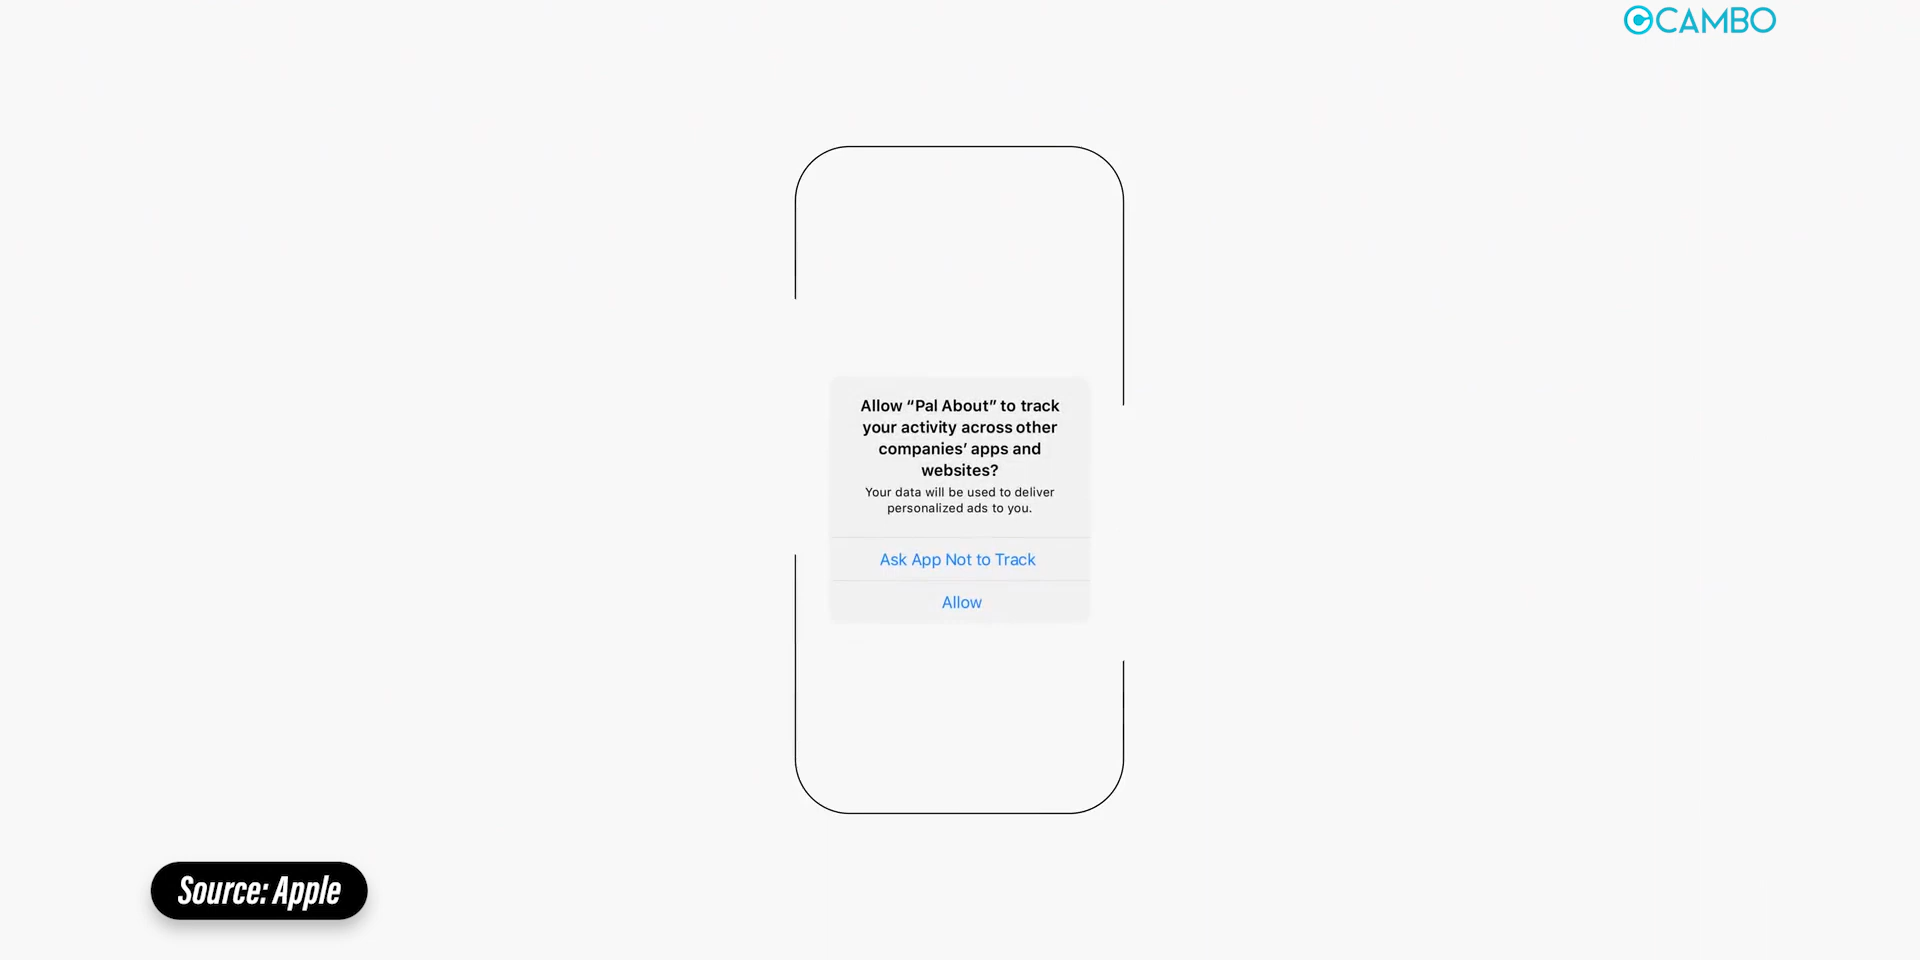 CAMBO
Allow “Pal About” to track
your activity across other
companies’ apps and
websites?
Your data will be used to deliver
personalized ads to you.
Ask App Not to Track
Allow
Source: Apple